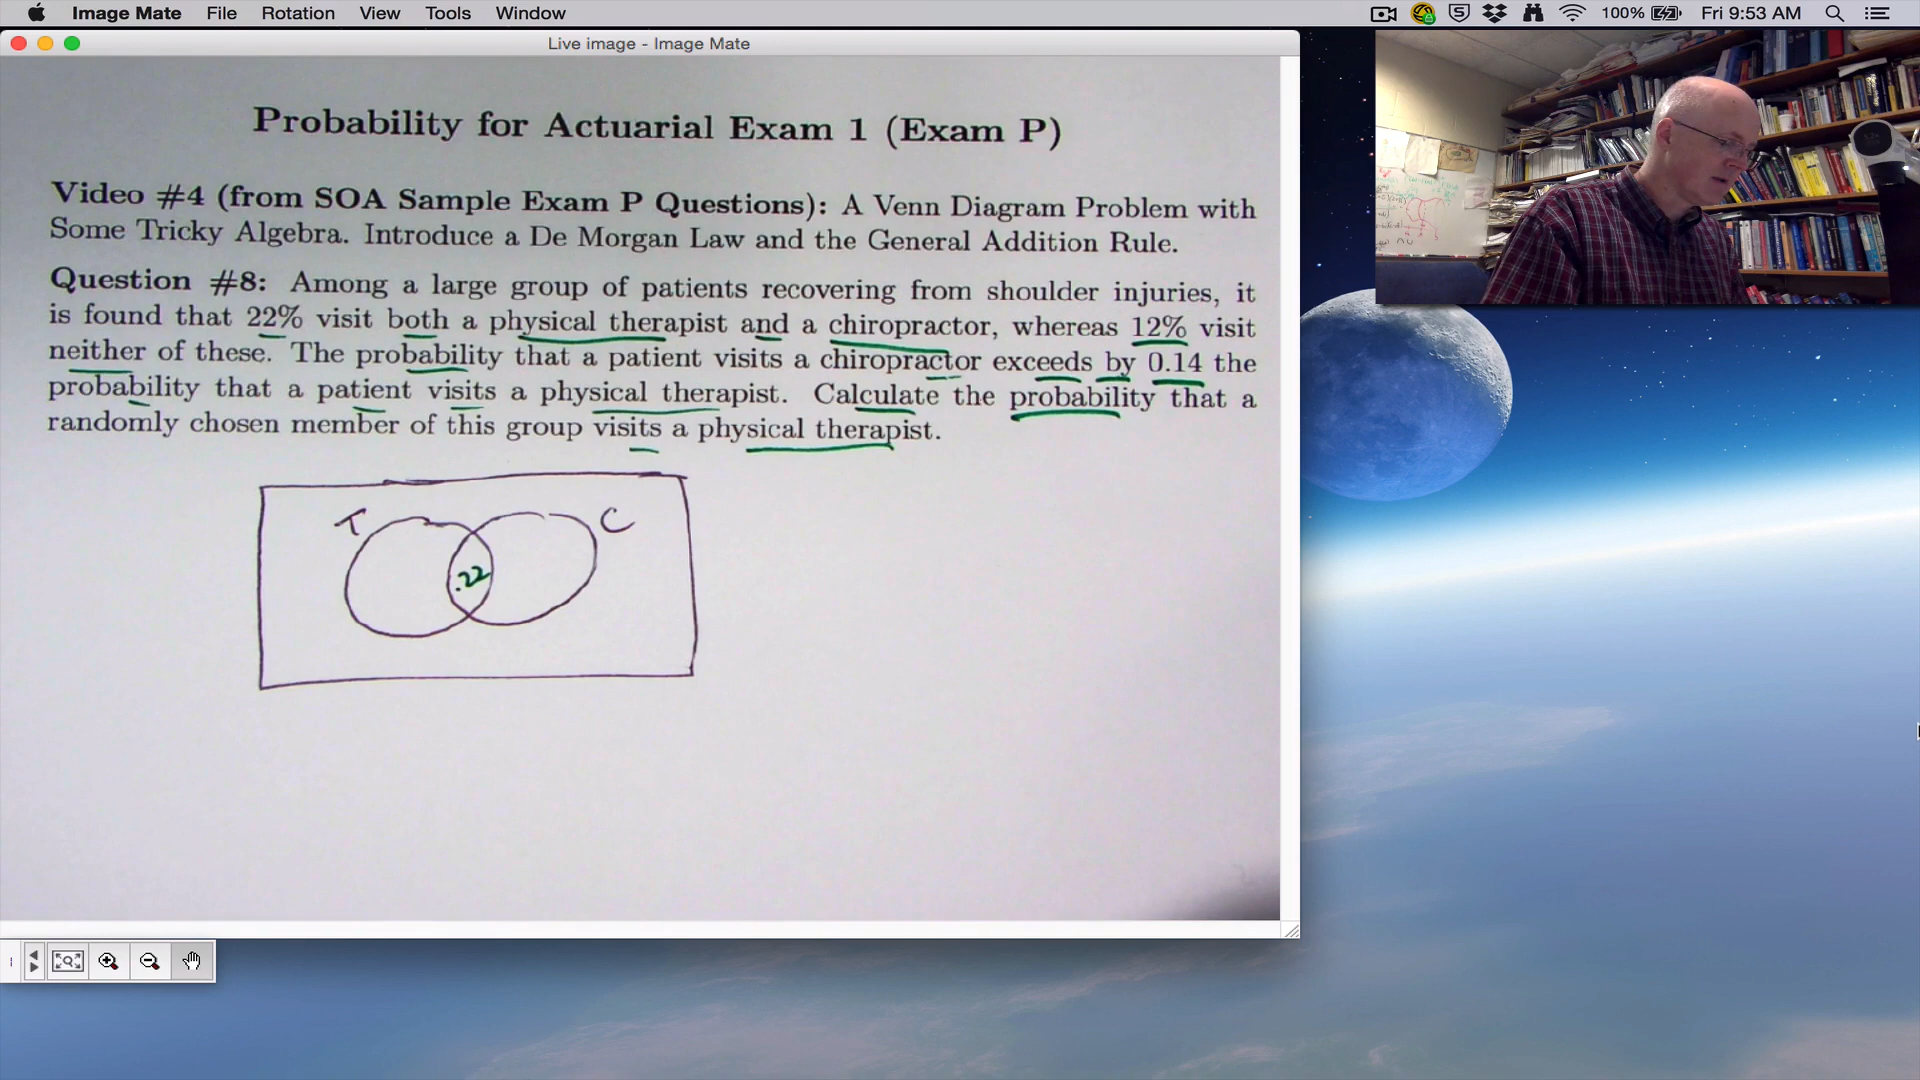 Image Mate File Rotation View Tools Window 100% Fri 9:53 AM
Live image - Image Mate
Probability for Actuarial Exam 1 (Exam P)
Video #4 (from SOA Sample Exam P Questions): A Venn Diagram Problem with
Some Tricky Algebra. Introduce a De Morgan Law and the General Addition Rule.
Question #8: Among a large group of patients recovering from shoulder injuries, it
is found that 22% visit both a physical therapist and a chiropractor, whereas 12% visit
neither of these. The probability that a patient visits a chiropractor exceeds by 0.14 the
probability that a patient visits a physical therapist. Calculate the probability that a
randomly chosen member of this group visits a physical therapist.
T C
.22